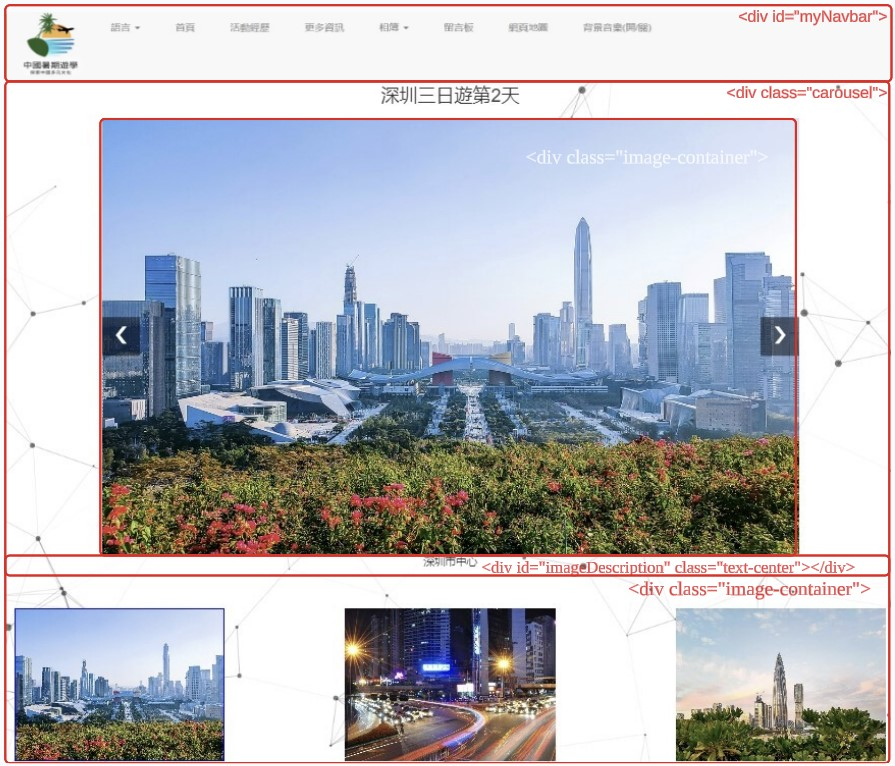 <div id="myNavbar">
語言 首頁 活動經歷 更多資訊 相簿 留言板 網頁地圖 背景音樂(開/關)
中國暑期遊學
<div class="carousel">
深圳三日遊第2天
<div class="image-container">
深圳市中心
<div id="imageDescription" class="text-center"></div>
<div class="image-container">